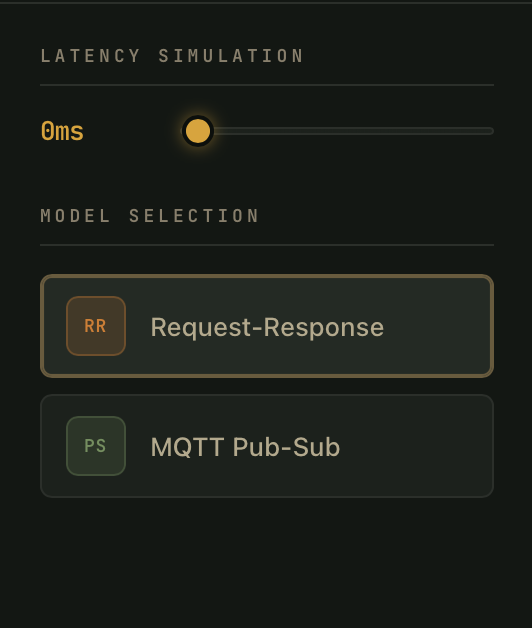 LATENCY SIMULATION
0ms
MODEL SELECTION
RR Request-Response
PS MQTT Pub-Sub